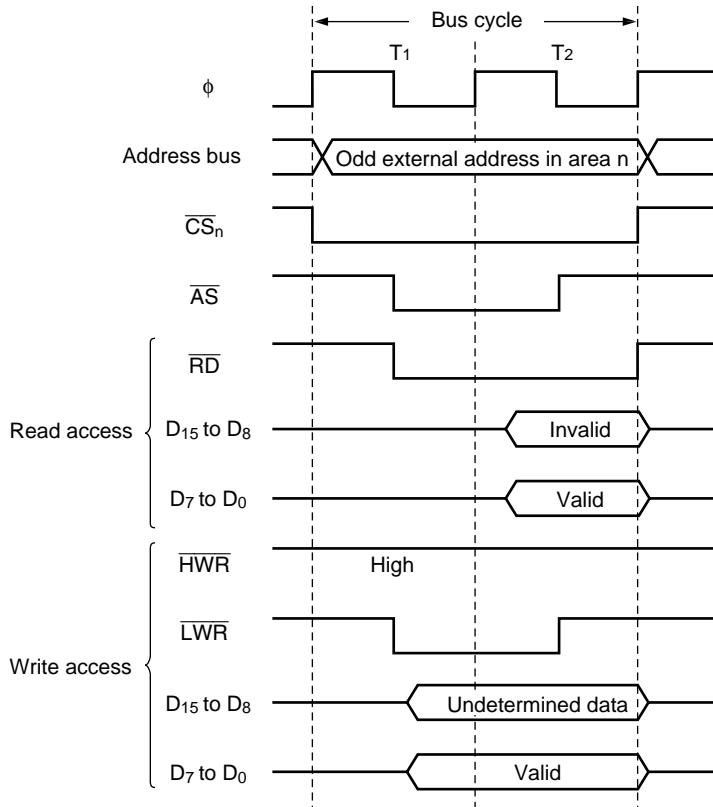 Bus cycle
T1 T2
ϕ
Address bus Odd external address in area n
CSn
AS
RD
Read access
D15 to D8 Invalid
D7 to D0 Valid
HWR High
LWR
Write access
D15 to D8 Undetermined data
D7 to D0 Valid